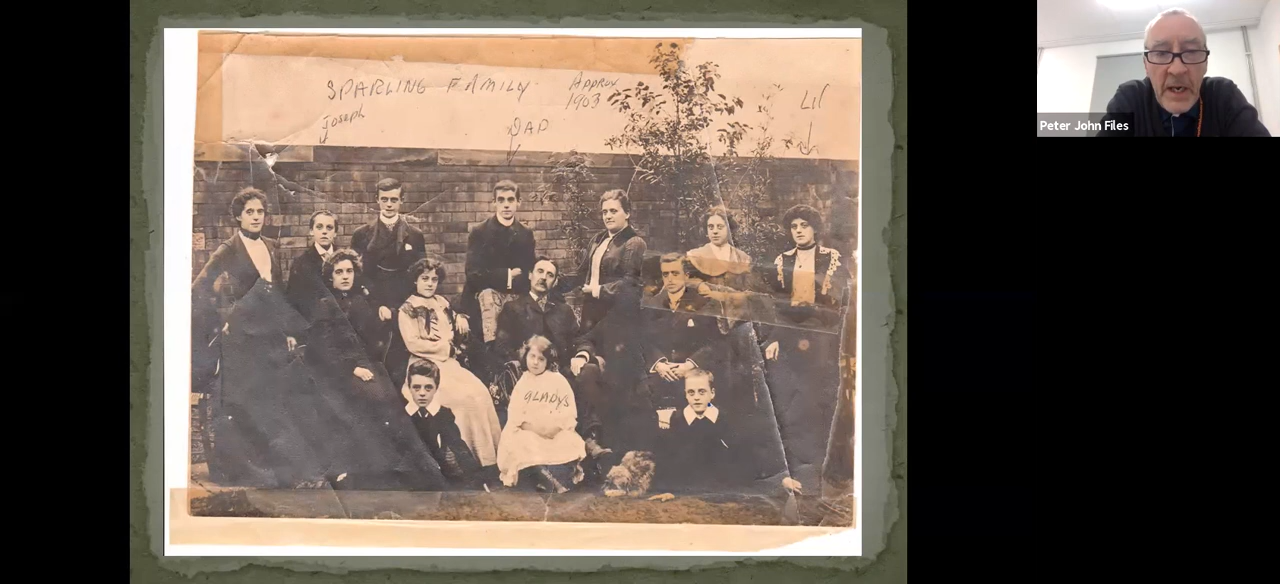 SPARLING FAMILY
Approx
1903
Joseph
DAD
Lil
GLADYS
Peter John Files